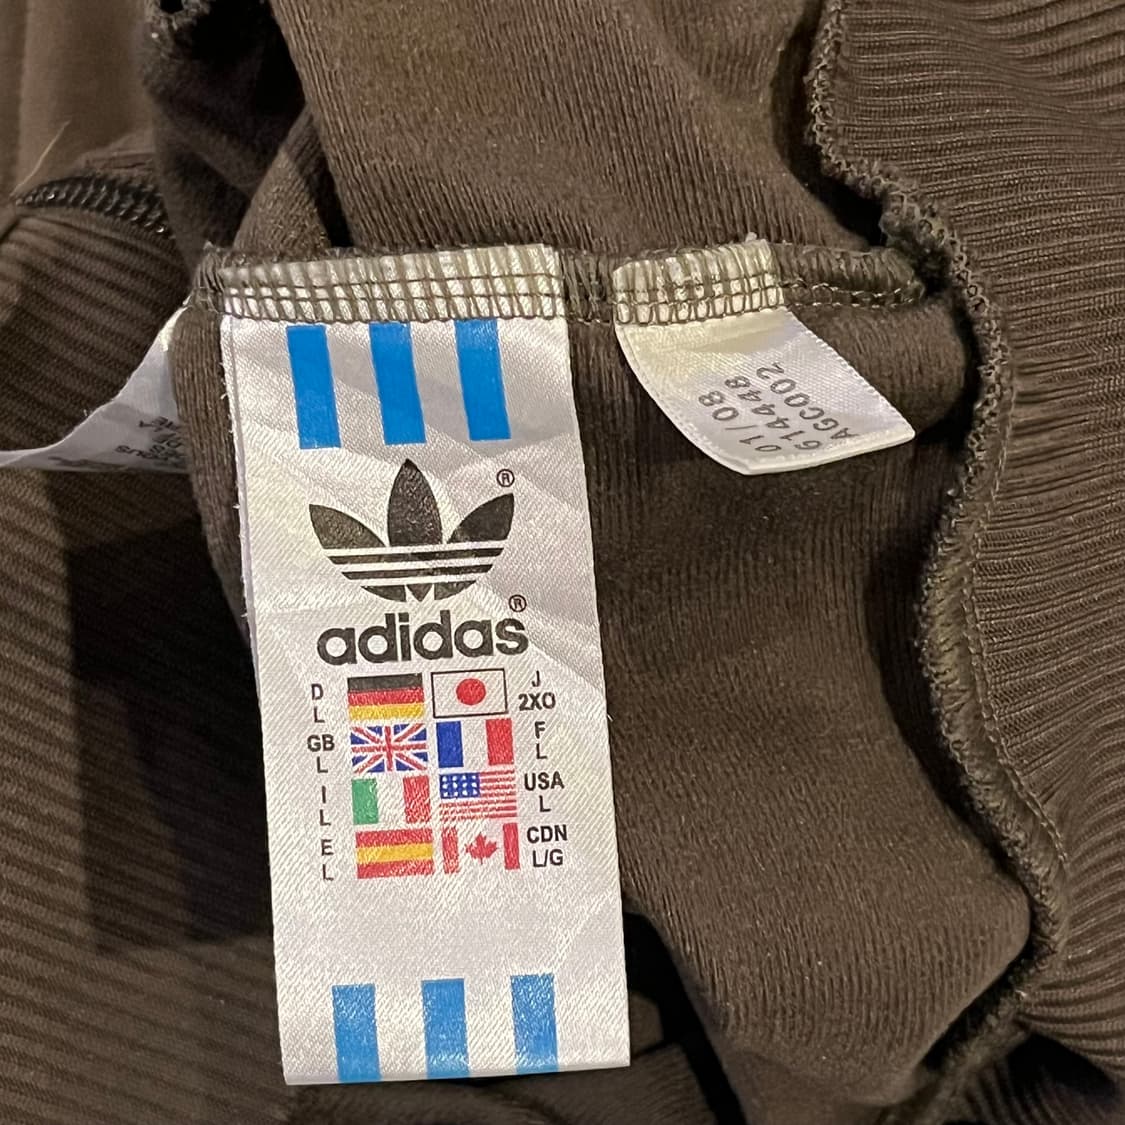 adidas
D
L
J
2XO
GB
L
F
L
I
L
USA
L
E
L
CDN
L/G
01/08
614448
AGC002